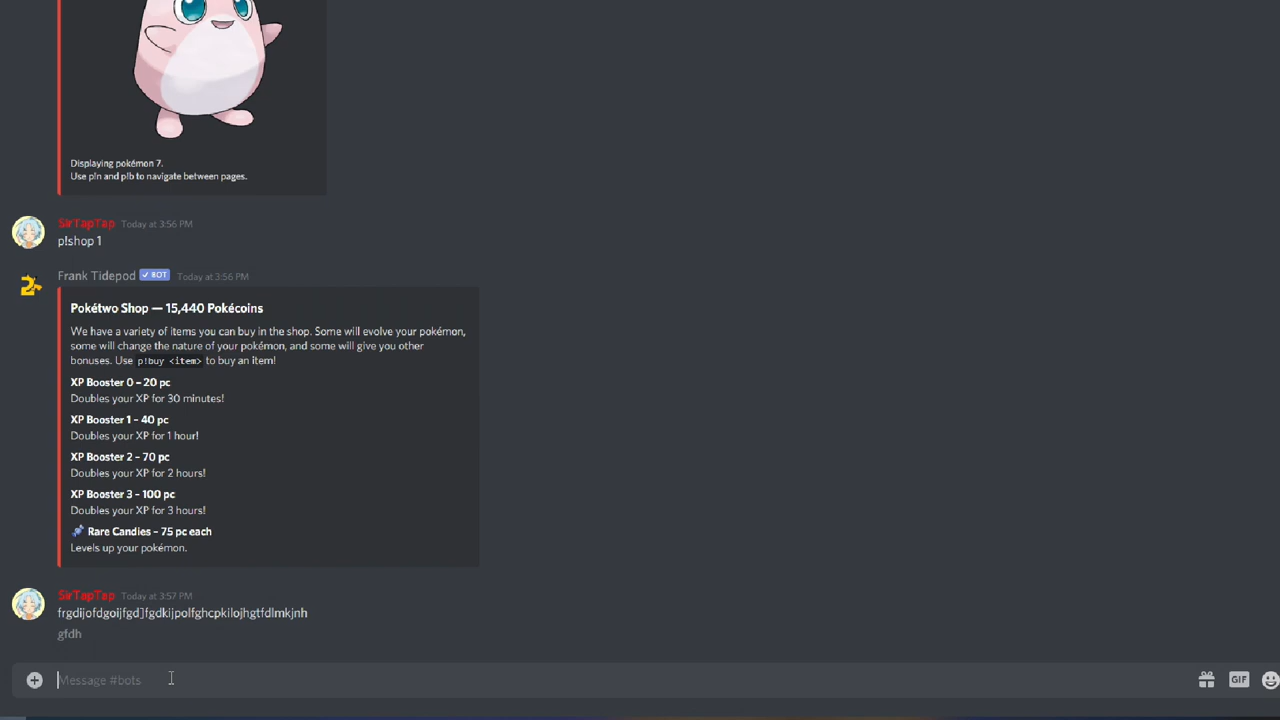 Displaying pokémon 7.
Use p!n and p!b to navigate between pages.
SirTapTap Today at 3:56 PM
p!shop 1
Frank Tidepod ✓ BOT Today at 3:56 PM
Pokétwo Shop — 15,440 Pokécoins
We have a variety of items you can buy in the shop. Some will evolve your pokémon,
some will change the nature of your pokémon, and some will give you other
bonuses. Use p!buy <item> to buy an item!
XP Booster 0 – 20 pc
Doubles your XP for 30 minutes!
XP Booster 1 – 40 pc
Doubles your XP for 1 hour!
XP Booster 2 – 70 pc
Doubles your XP for 2 hours!
XP Booster 3 – 100 pc
Doubles your XP for 3 hours!
Rare Candies – 75 pc each
Levels up your pokémon.
SirTapTap Today at 3:57 PM
frgdijofdgoijfgd]fgdkijpolfghcpkilojhgtfdlmkjnh
gfdh
Message #bots
GIF